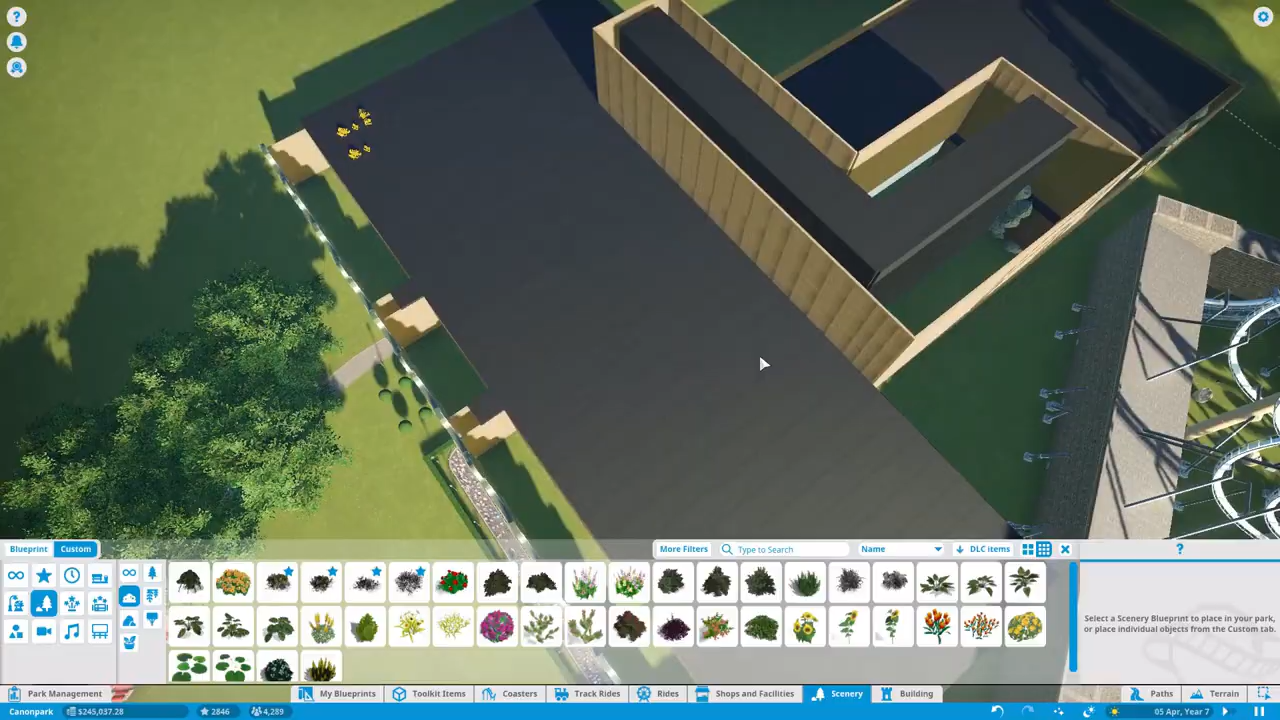 Blueprint
Custom
More Filters
Type to Search
Name
DLC items
?
?
Select a Scenery Blueprint to place in your park,
or place individual objects from the Custom tab.
Park Management
My Blueprints
Toolkit Items
Coasters
Track Rides
Rides
Shops and Facilities
Scenery
Building
Paths
Terrain
Canonpark
$245,037.28
2846
4,289
05 Apr, Year 7